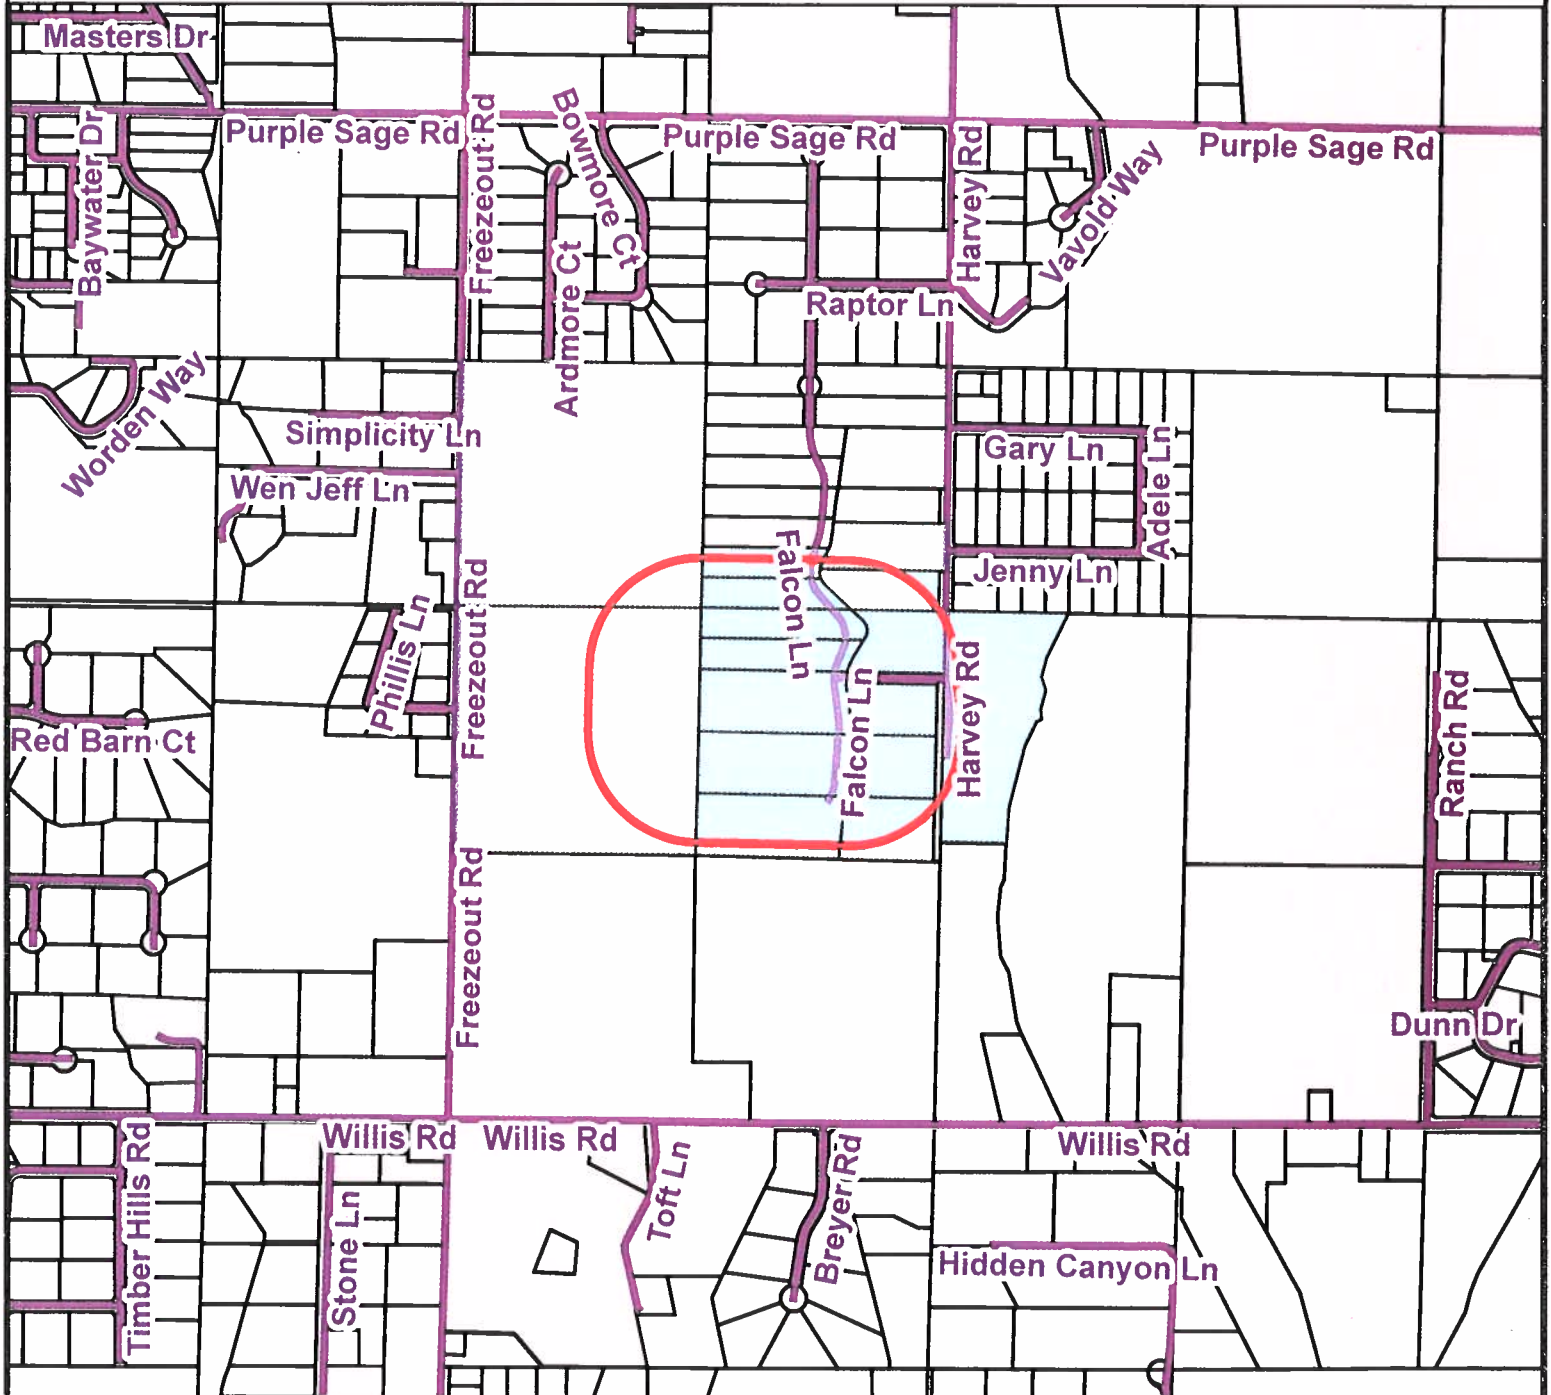 Masters Dr
Baywater Dr
Purple Sage Rd
Freezeout Rd
Bowmore Ct
Purple Sage Rd
Harvey Rd
Vavold Way
Purple Sage Rd
Ardmore Ct
Raptor Ln
Worden Way
Simplicity Ln
Wen Jeff Ln
Gary Ln
Adele Ln
Jenny Ln
Falcon Ln
Freezeout Rd
Phillis Ln
Falcon Ln
Harvey Rd
Ranch Rd
Red Barn Ct
Freezeout Rd
Dunn Dr
Timber Hills Rd
Willis Rd
Willis Rd
Willis Rd
Stone Ln
Toft Ln
Breyer Rd
Hidden Canyon Ln